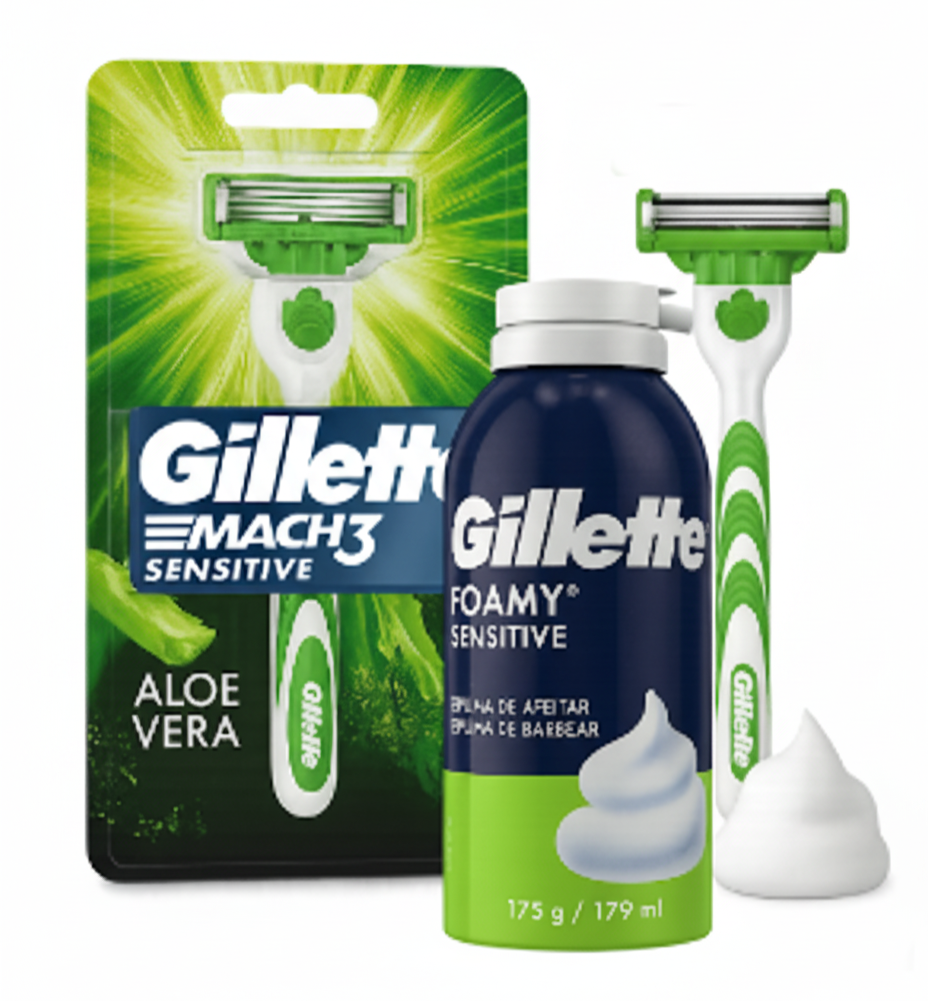 Gillette
MACH3
SENSITIVE
ALOE
VERA
Gillette
Gillette
FOAMY®
SENSITIVE
ESPUMA DE AFEITAR
ESPUMA DE BARBEAR
175 g / 179 ml
Gillette